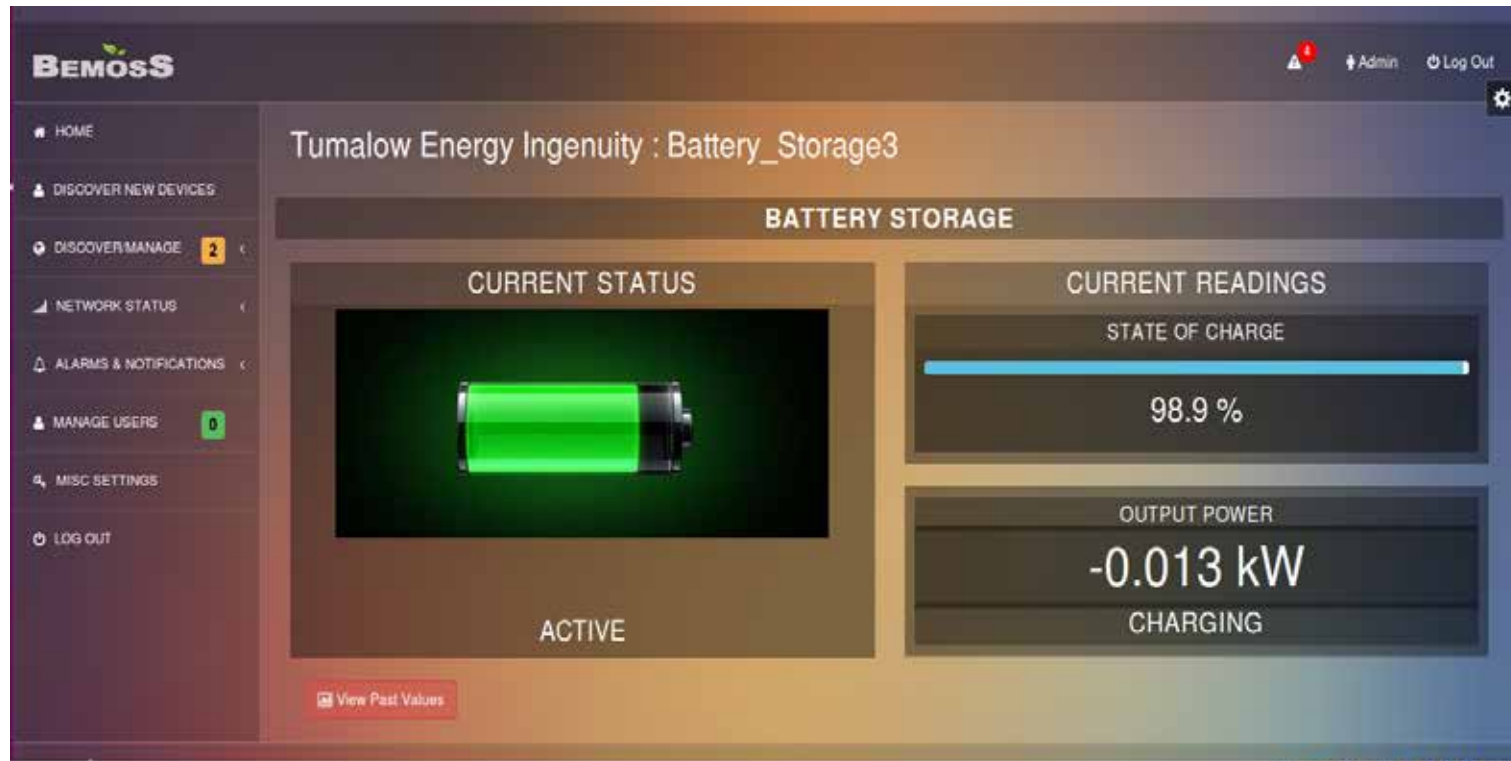 BEMOSS
4
Admin
Log Out
HOME
DISCOVER NEW DEVICES
DISCOVER/MANAGE 2
NETWORK STATUS
ALARMS & NOTIFICATIONS
MANAGE USERS 0
MISC SETTINGS
LOG OUT
Tumalow Energy Ingenuity : Battery_Storage3
BATTERY STORAGE
CURRENT STATUS
ACTIVE
View Past Values
CURRENT READINGS
STATE OF CHARGE
98.9 %
OUTPUT POWER
-0.013 kW
CHARGING